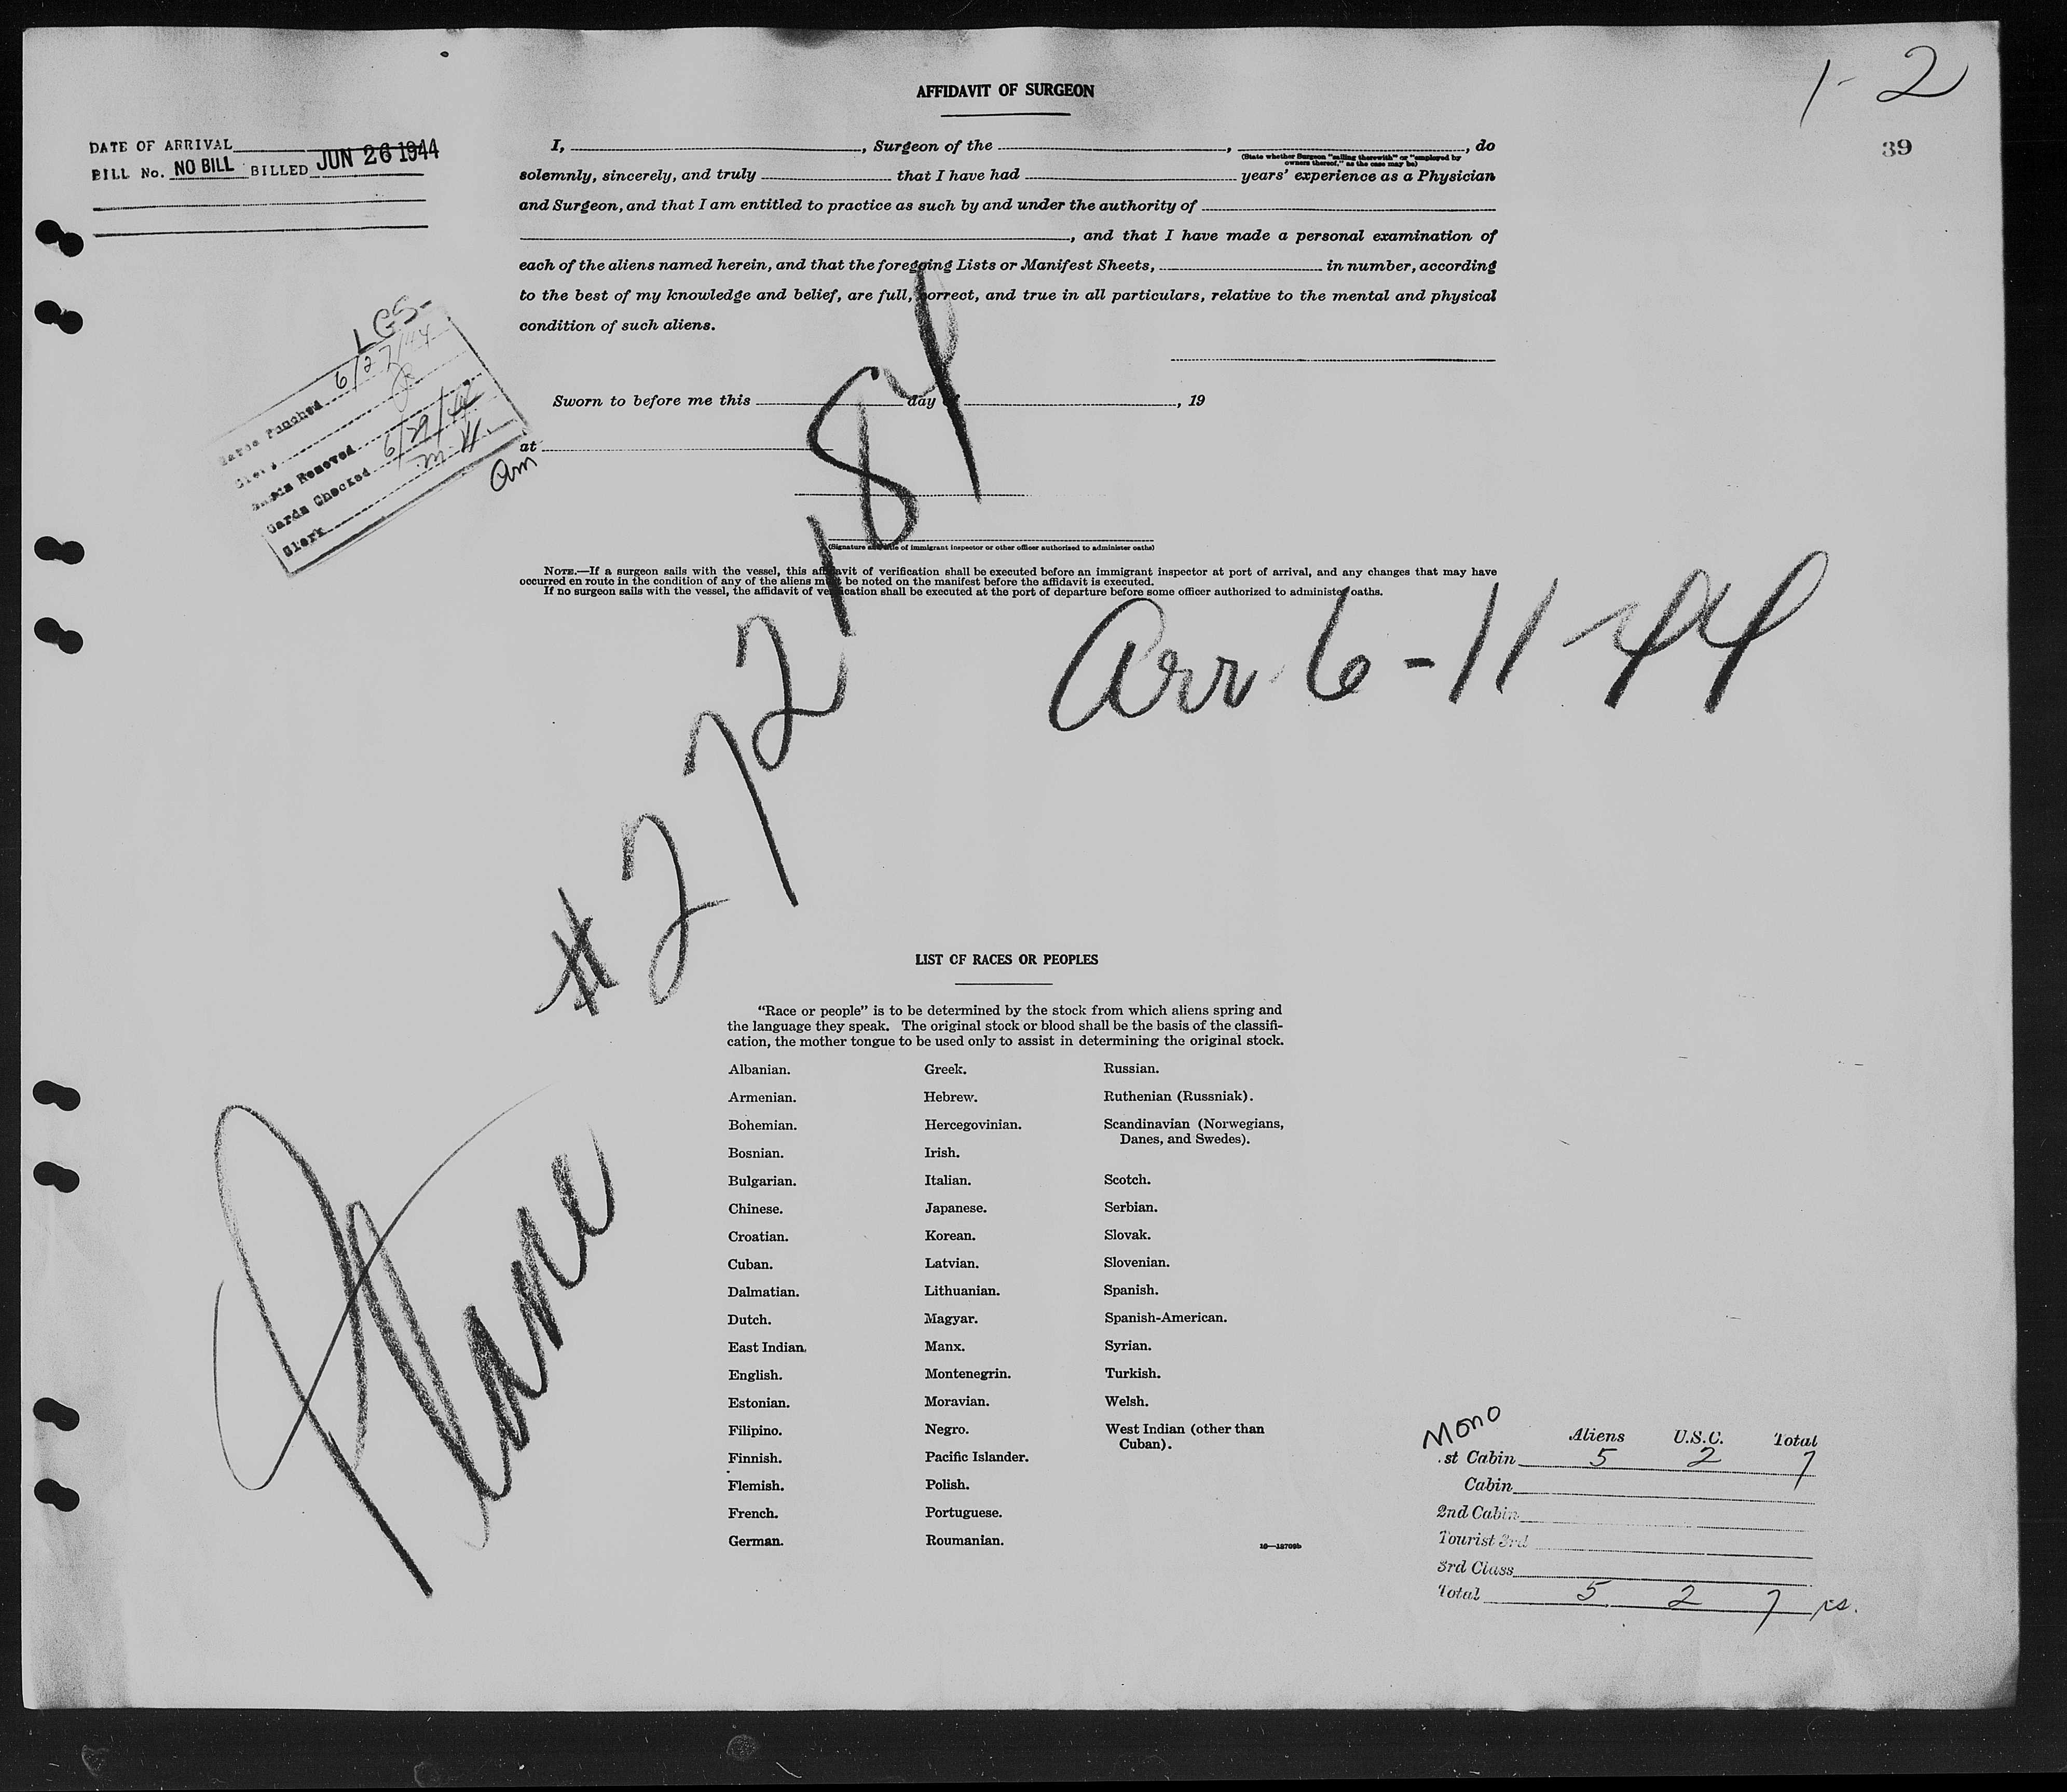 1-2
39
AFFIDAVIT OF SURGEON
DATE OF ARRIVAL
BILL No. NO BILL BILLED JUN 26 1944
I, , Surgeon of the , , do
(State whether Surgeon "sailing therewith" or "employed by
owners thereof," as the case may be)
solemnly, sincerely, and truly that I have had years' experience as a Physician
and Surgeon, and that I am entitled to practice as such by and under the authority of
, and that I have made a personal examination of
each of the aliens named herein, and that the foregoing Lists or Manifest Sheets, in number, according
to the best of my knowledge and belief, are full, correct, and true in all particulars, relative to the mental and physical
condition of such aliens.
LGS-
6/27/44
Clerk
Cards Checked
Clerk
am
Sworn to before me this day of , 19
at
(Signature and title of immigrant inspector or other officer authorized to administer oaths)
NOTE.—If a surgeon sails with the vessel, this affidavit of verification shall be executed before an immigrant inspector at port of arrival, and any changes that may have
occurred en route in the condition of any of the aliens must be noted on the manifest before the affidavit is executed.
If no surgeon sails with the vessel, the affidavit of verification shall be executed at the port of departure before some officer authorized to administer oaths.
Arr 6-11-44
#272184
Plane
LIST OF RACES OR PEOPLES
"Race or people" is to be determined by the stock from which aliens spring and
the language they speak. The original stock or blood shall be the basis of the classifi-
cation, the mother tongue to be used only to assist in determining the original stock.
Albanian. Greek. Russian.
Armenian. Hebrew. Ruthenian (Russniak).
Bohemian. Hercegovinian. Scandinavian (Norwegians,
Danes, and Swedes).
Bosnian. Irish.
Bulgarian. Italian. Scotch.
Chinese. Japanese. Serbian.
Croatian. Korean. Slovak.
Cuban. Latvian. Slovenian.
Dalmatian. Lithuanian. Spanish.
Dutch. Magyar. Spanish-American.
East Indian. Manx. Syrian.
English. Montenegrin. Turkish.
Estonian. Moravian. Welsh.
Filipino. Negro. West Indian (other than
Cuban).
Finnish. Pacific Islander.
Flemish. Polish.
French. Portuguese.
German. Roumanian.
16—18709b
Mono
Aliens U.S.C. Total
st Cabin 5 2 7
Cabin
2nd Cabin
Tourist 3rd
3rd Class
Total 5 2 7